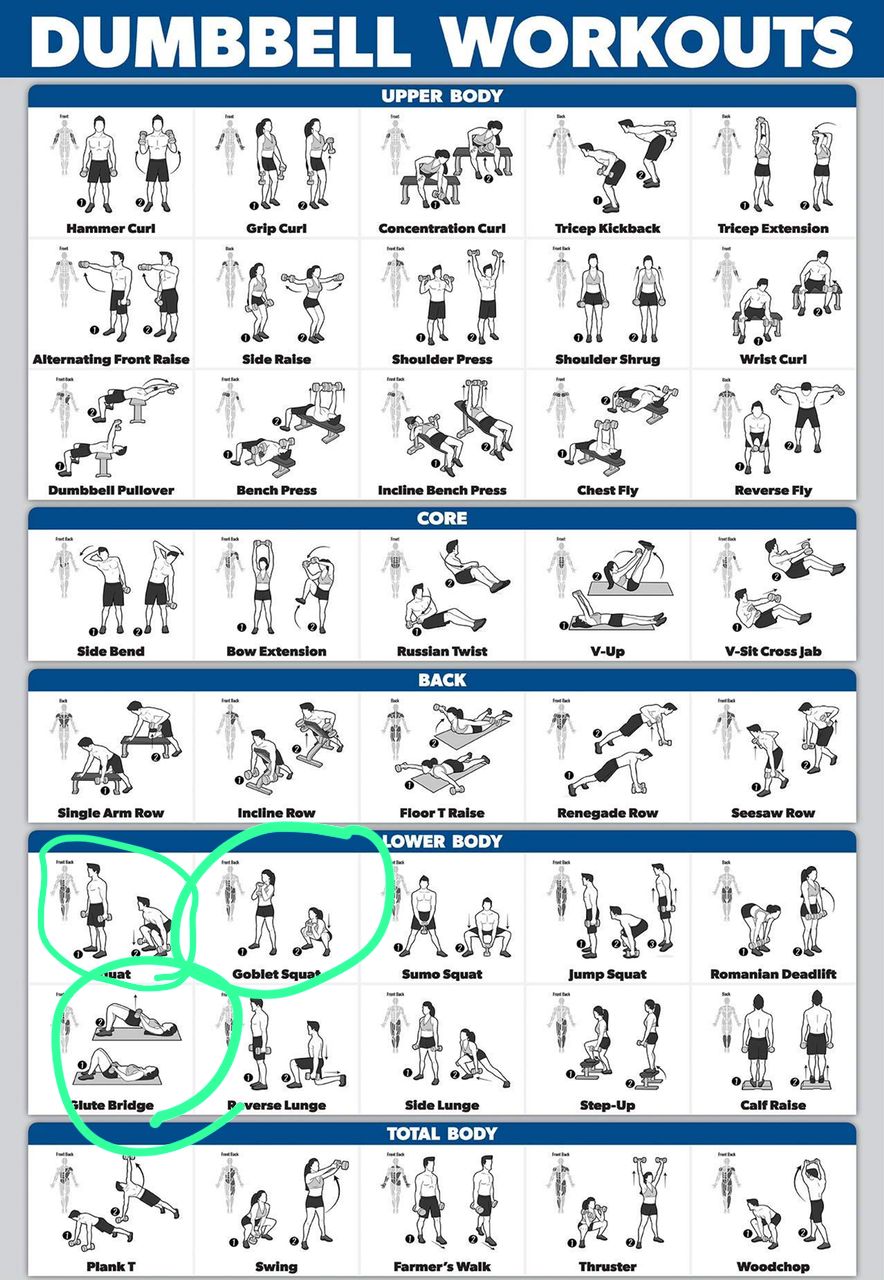 DUMBBELL WORKOUTS
UPPER BODY
Hammer Curl
Grip Curl
Concentration Curl
Tricep Kickback
Tricep Extension
Alternating Front Raise
Side Raise
Shoulder Press
Shoulder Shrug
Wrist Curl
Dumbbell Pullover
Bench Press
Incline Bench Press
Chest Fly
Reverse Fly
CORE
Side Bend
Bow Extension
Russian Twist
V-Up
V-Sit Cross Jab
BACK
Single Arm Row
Incline Row
Floor T Raise
Renegade Row
Seesaw Row
LOWER BODY
Goblet Squat
Sumo Squat
Jump Squat
Romanian Deadlift
Glute Bridge
Reverse Lunge
Side Lunge
Step-Up
Calf Raise
TOTAL BODY
Plank T
Swing
Farmer's Walk
Thruster
Woodchop